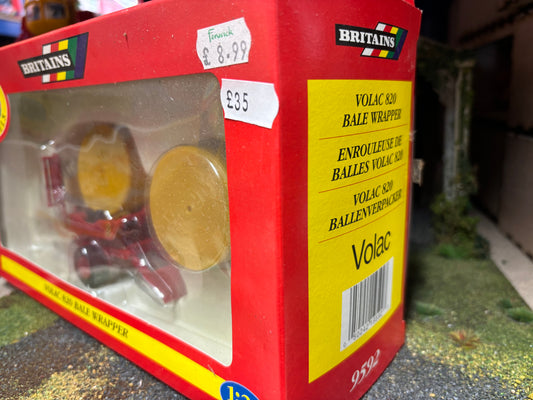 BRITAINS
Fenwick
£8.99
£35
VOLAC 820 BALE WRAPPER
BRITAINS
VOLAC 820
BALE WRAPPER
ENROULEUSE DE
BALLES VOLAC 820
VOLAC 820
BALLENVERPACKER
Volac
9592